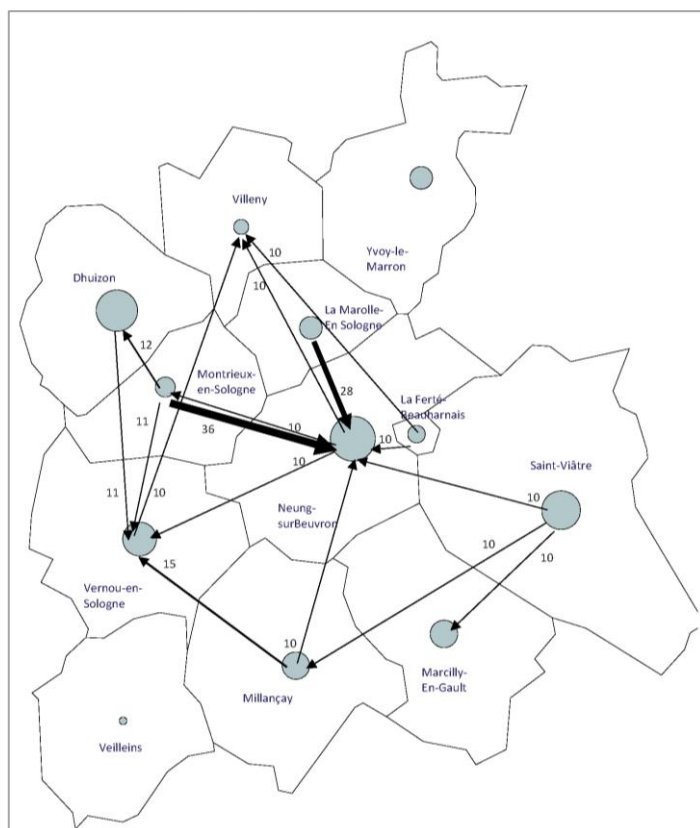 Villeny
10
Yvoy-le-
Marron
10
Dhuizon
La Marolle-
En Sologne
12
Montrieux-
en-Sologne
28
La Ferté-
Beauharnais
11
36
10
10
10
Saint-Viâtre
11
10
10
Neung-
surBeuvron
10
10
15
Vernou-en-
Sologne
10
Millançay
Marcilly-
En-Gault
Veilleins